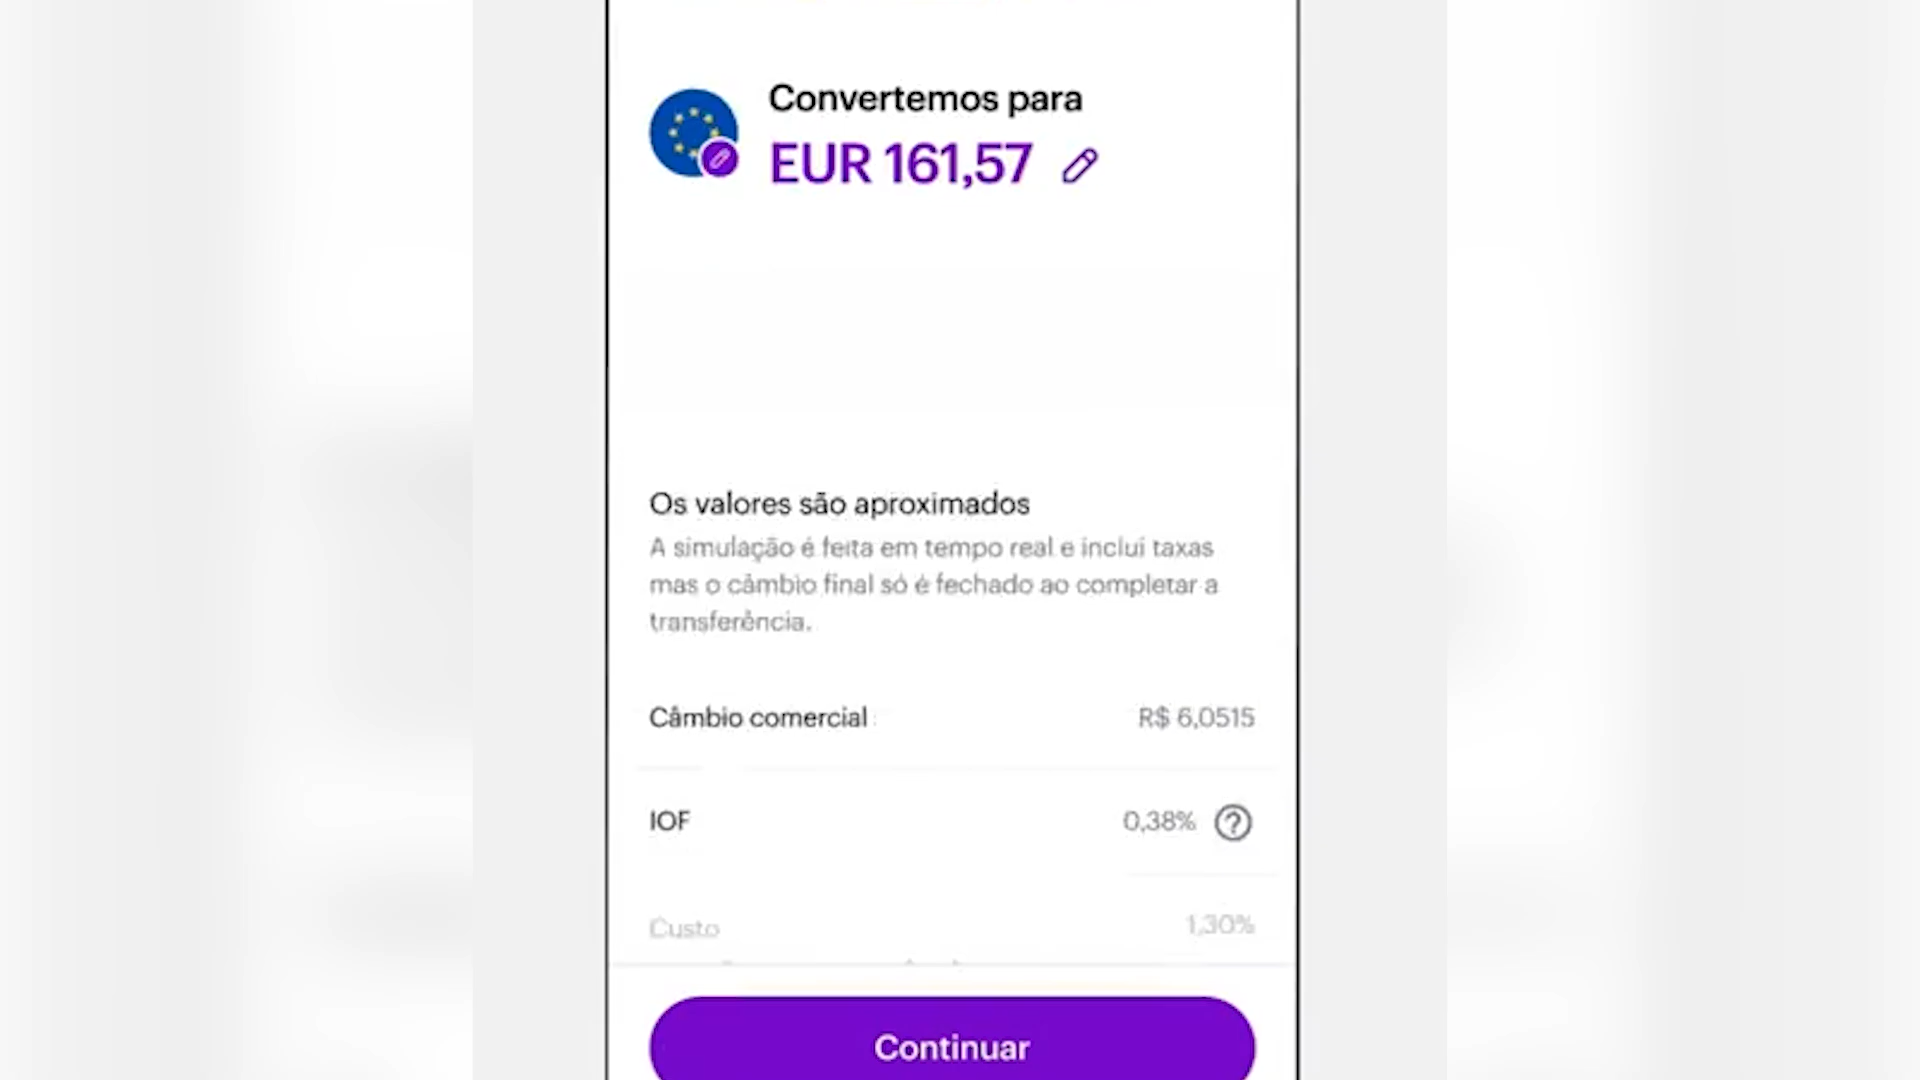 Convertemos para
EUR 161,57
Os valores são aproximados
A simulação é feita em tempo real e inclui taxas
mas o câmbio final só é fechado ao completar a
transferência.
Câmbio comercial R$ 6,0515
IOF 0,38% ?
Custo 1,30%
Continuar